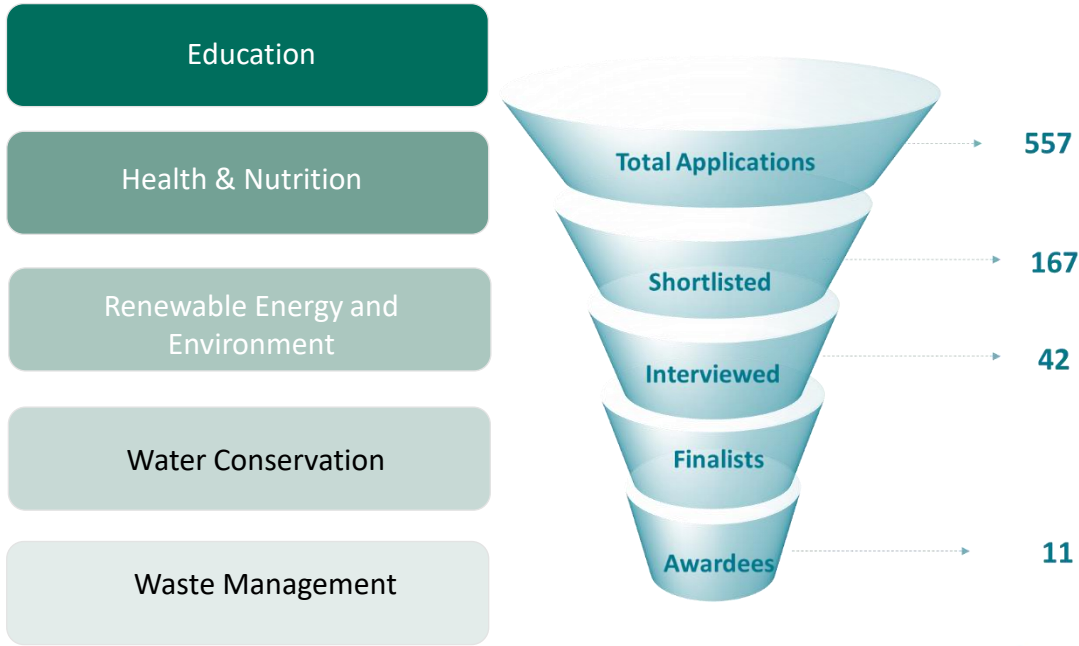 Education
Health & Nutrition
Renewable Energy and
Environment
Water Conservation
Waste Management
Total Applications
557
Shortlisted
167
Interviewed
42
Finalists
Awardees
11